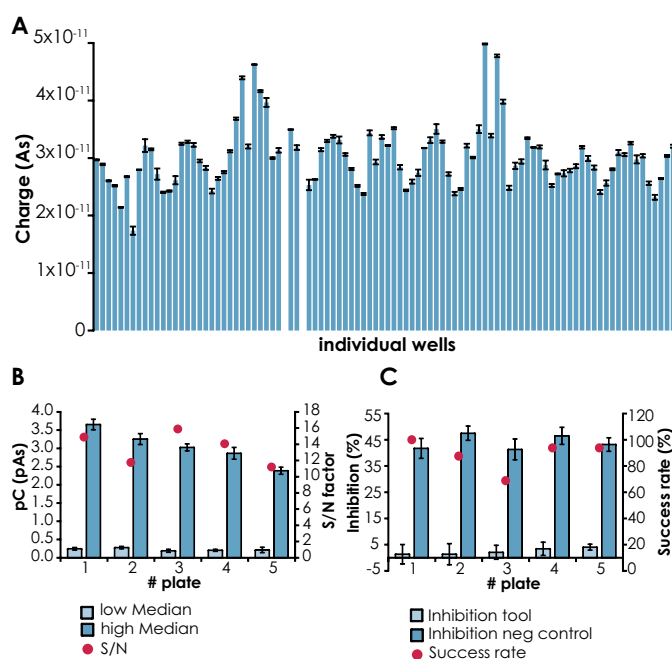 A
Charge (As)
5x10⁻¹¹
4x10⁻¹¹
3x10⁻¹¹
2x10⁻¹¹
1x10⁻¹¹
0
individual wells
B
pC (pAs)
4.0
3.5
3.0
2.5
2.0
1.5
1.0
0.5
0.0
18
16
14
12
10
8
6
4
2
0
S/N factor
1 2 3 4 5
# plate
low Median
high Median
S/N
C
Inhibition (%)
55
45
35
25
15
5
-5
120
100
80
60
40
20
0
Success rate (%)
1 2 3 4 5
# plate
Inhibition tool
Inhibition neg control
Success rate